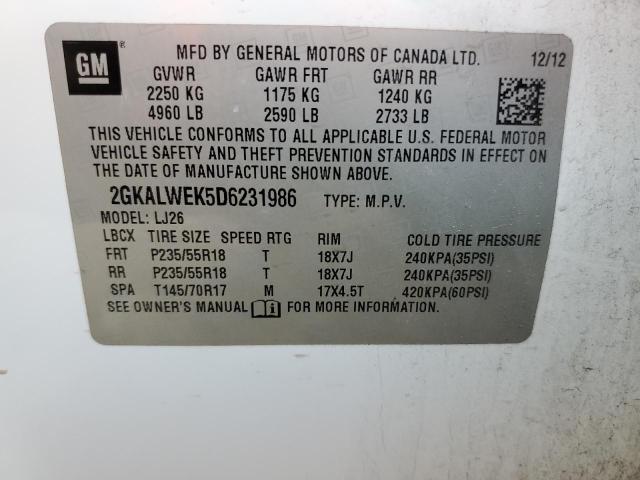 GM ® MFD BY GENERAL MOTORS OF CANADA LTD. 12/12
GVWR GAWR FRT GAWR RR
2250 KG 1175 KG 1240 KG
4960 LB 2590 LB 2733 LB
THIS VEHICLE CONFORMS TO ALL APPLICABLE U.S. FEDERAL MOTOR
VEHICLE SAFETY AND THEFT PREVENTION STANDARDS IN EFFECT ON
THE DATE OF MANUFACTURE SHOWN ABOVE.
2GKALWEK5D6231986 TYPE: M.P.V.
MODEL: LJ26
LBCX TIRE SIZE SPEED RTG RIM COLD TIRE PRESSURE
FRT P235/55R18 T 18X7J 240KPA(35PSI)
RR P235/55R18 T 18X7J 240KPA(35PSI)
SPA T145/70R17 M 17X4.5T 420KPA(60PSI)
SEE OWNER'S MANUAL FOR MORE INFORMATION.